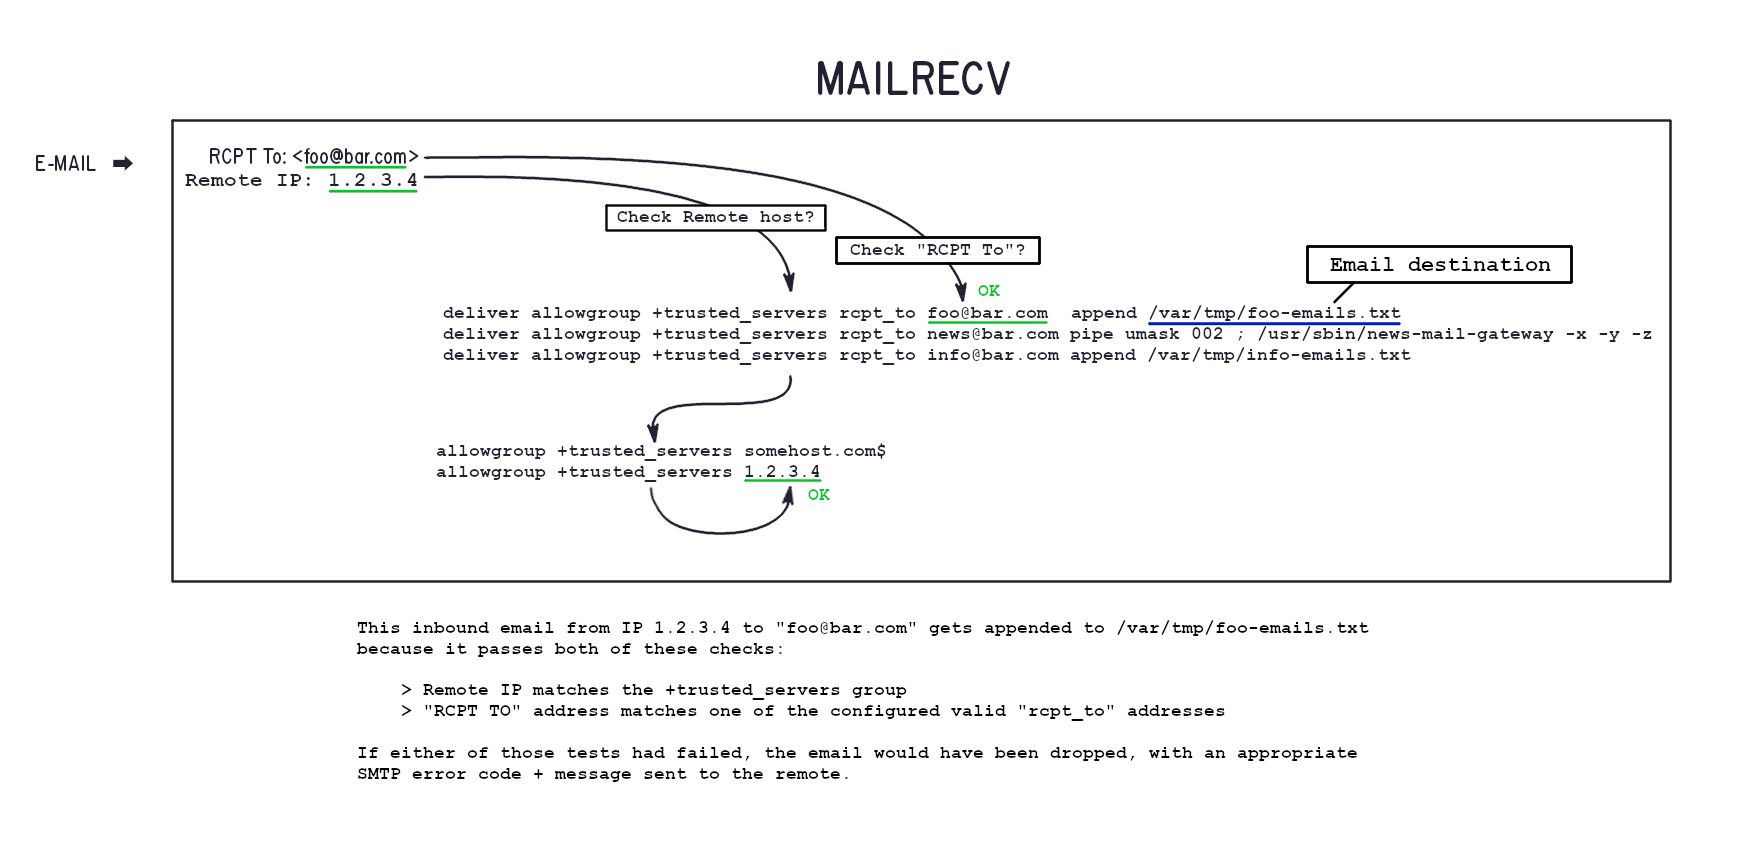 MAILRECV
E-MAIL
RCPT To: <foo@bar.com>
Remote IP: 1.2.3.4
Check Remote host?
Check "RCPT To"?
Email destination
OK
deliver allowgroup +trusted_servers rcpt_to foo@bar.com  append /var/tmp/foo-emails.txt
deliver allowgroup +trusted_servers rcpt_to news@bar.com pipe umask 002 ; /usr/sbin/news-mail-gateway -x -y -z
deliver allowgroup +trusted_servers rcpt_to info@bar.com append /var/tmp/info-emails.txt
allowgroup +trusted_servers somehost.com$
allowgroup +trusted_servers 1.2.3.4
OK
This inbound email from IP 1.2.3.4 to "foo@bar.com" gets appended to /var/tmp/foo-emails.txt
because it passes both of these checks:
> Remote IP matches the +trusted_servers group
> "RCPT TO" address matches one of the configured valid "rcpt_to" addresses
If either of those tests had failed, the email would have been dropped, with an appropriate
SMTP error code + message sent to the remote.